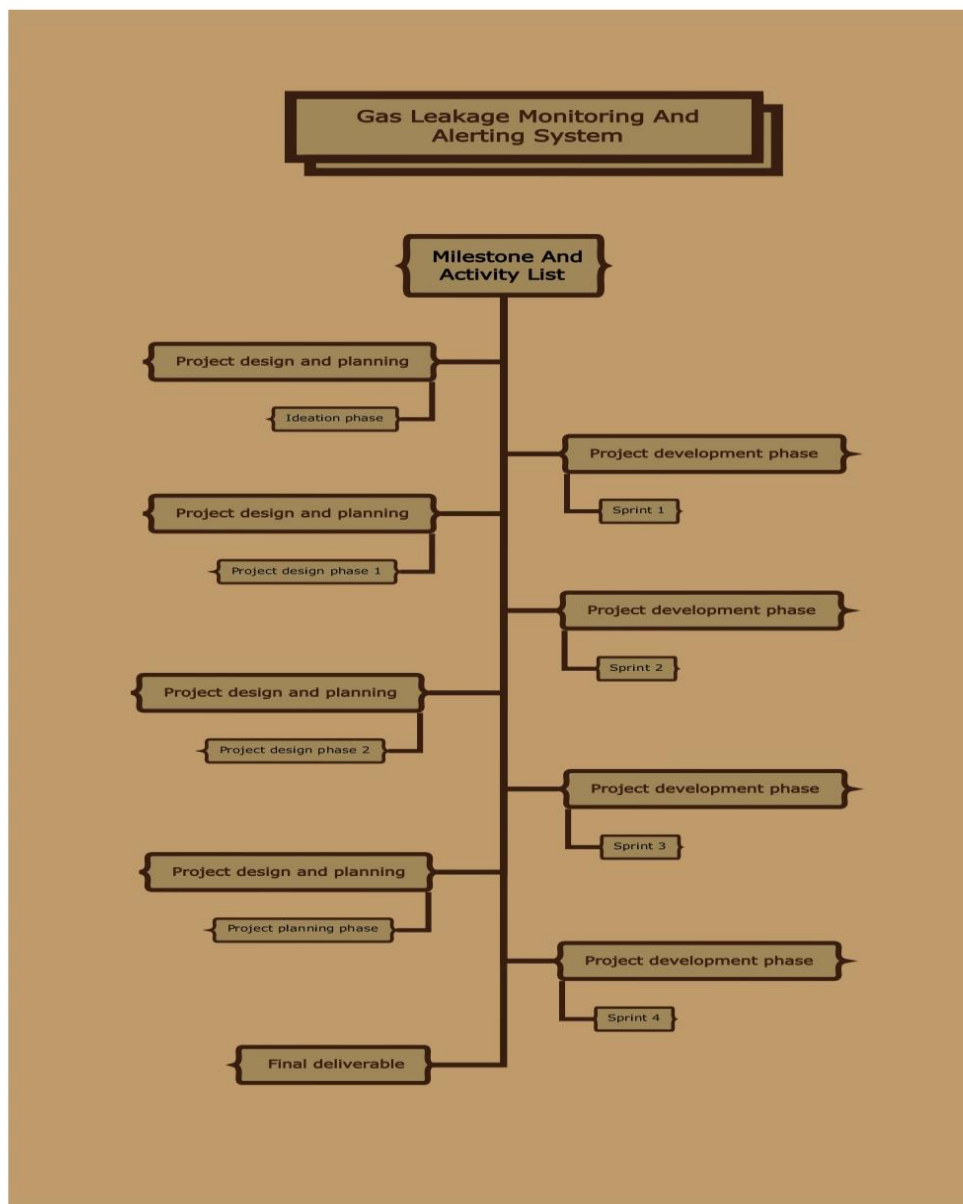 Gas Leakage Monitoring And
Alerting System
Milestone And
Activity List
Project design and planning
Ideation phase
Project development phase
Sprint 1
Project design and planning
Project design phase 1
Project development phase
Sprint 2
Project design and planning
Project design phase 2
Project development phase
Sprint 3
Project design and planning
Project planning phase
Project development phase
Sprint 4
Final deliverable